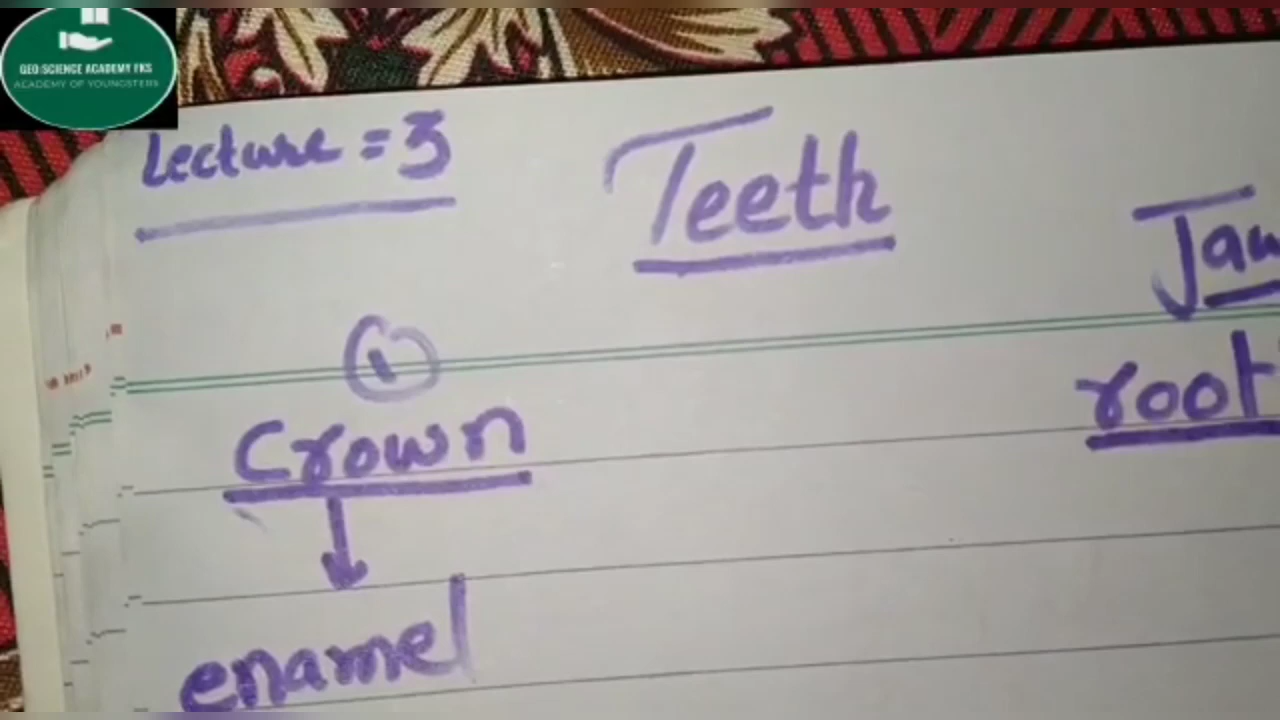 GEO:SCIENCE ACADEMY FKS
ACADEMY OF YOUNGSTERS
Lecture = 3
Teeth
①
Crown
root
enamel